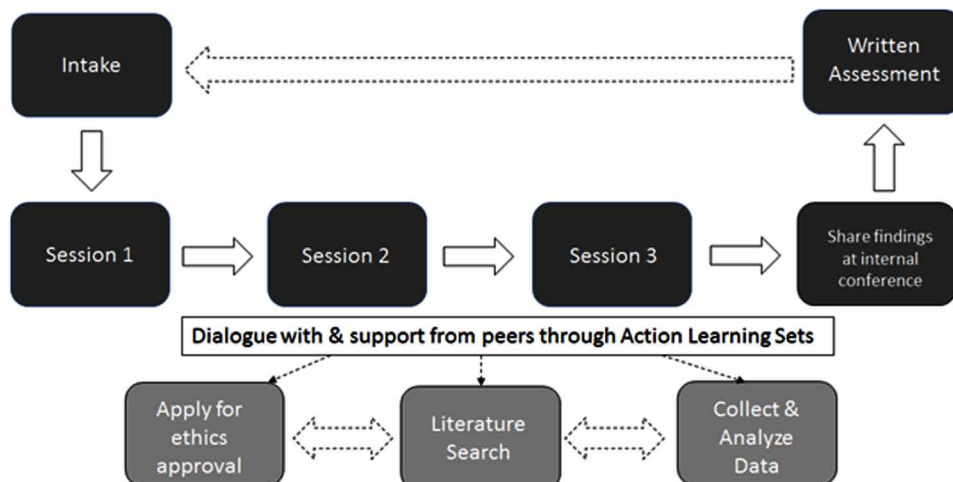 Intake
Written
Assessment
Session 1
Session 2
Session 3
Share findings
at internal
conference
Dialogue with & support from peers through Action Learning Sets
Apply for
ethics
approval
Literature
Search
Collect &
Analyze
Data